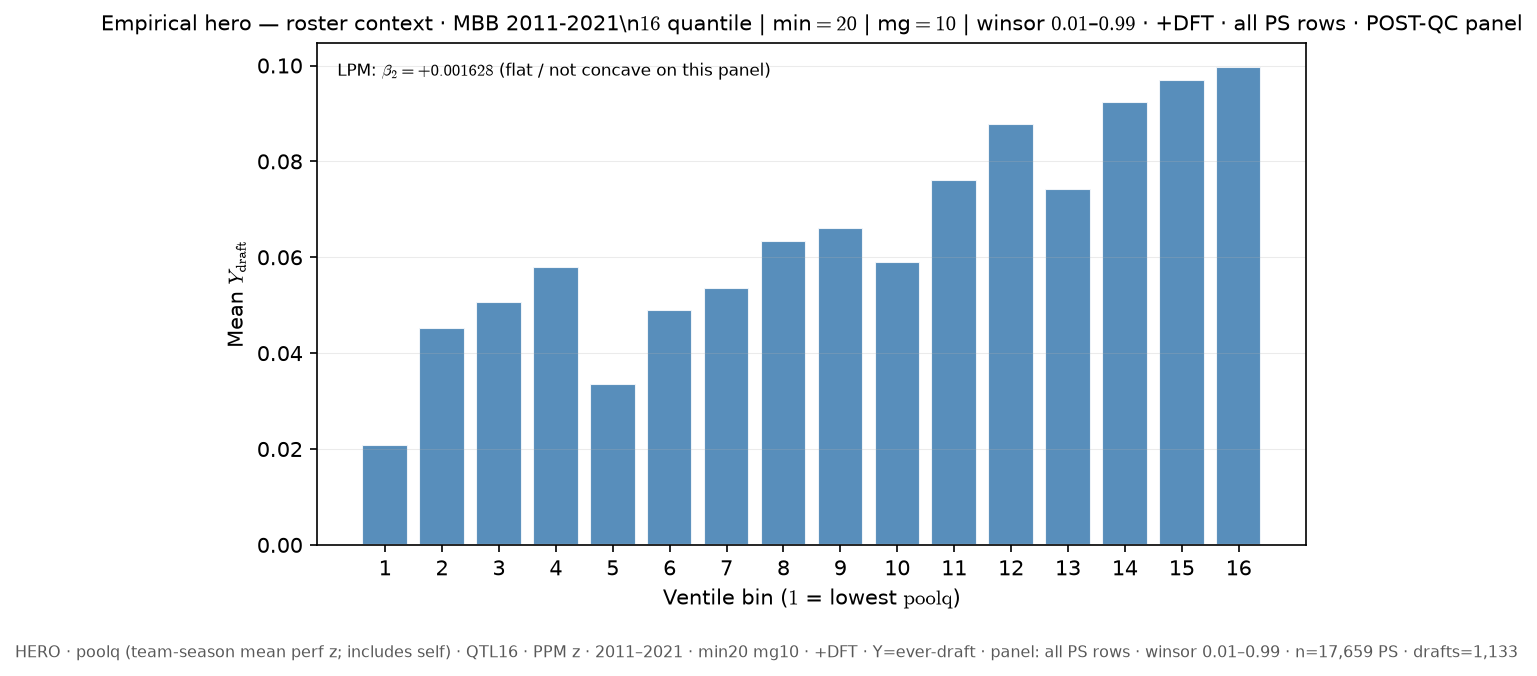 Empirical hero — roster context · MBB 2011-2021\n16 quantile | min = 20 | mg = 10 | winsor 0.01–0.99 · +DFT · all PS rows · POST-QC panel
LPM: β₂ = +0.001628 (flat / not concave on this panel)
Mean Y_draft
0.10
0.08
0.06
0.04
0.02
0.00
1 2 3 4 5 6 7 8 9 10 11 12 13 14 15 16
Ventile bin (1 = lowest poolq)
HERO · poolq (team-season mean perf z; includes self) · QTL16 · PPM z · 2011–2021 · min20 mg10 · +DFT · Y=ever-draft · panel: all PS rows · winsor 0.01–0.99 · n=17,659 PS · drafts=1,133